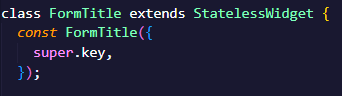 class FormTitle extends StatelessWidget {
  const FormTitle({
    super.key,
  });